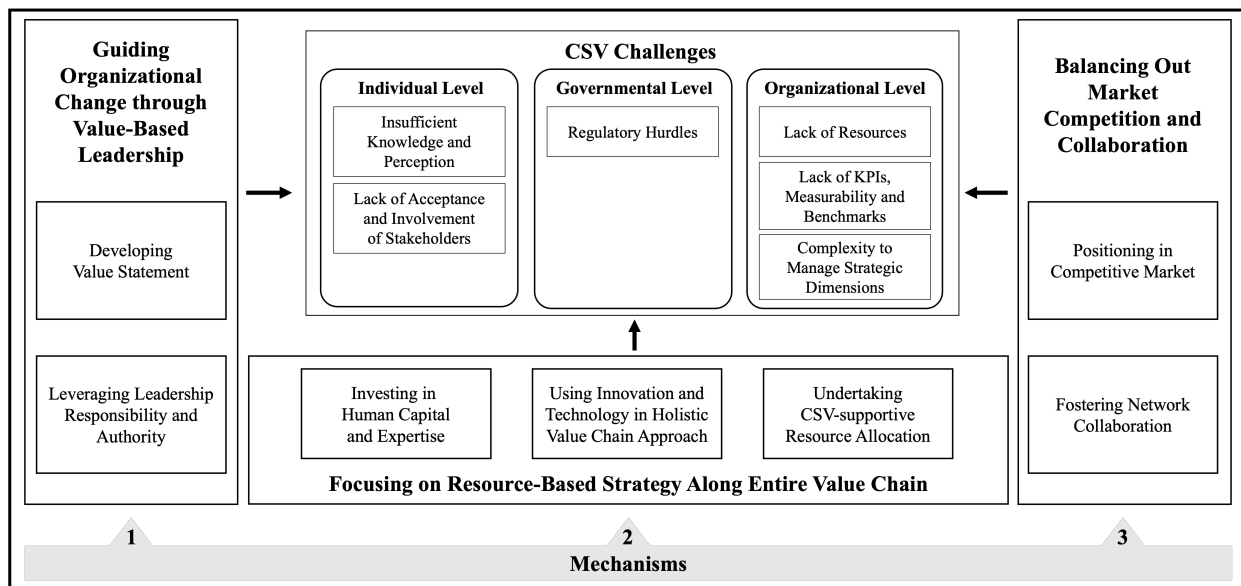 Guiding
Organizational
Change through
Value-Based
Leadership
Developing
Value Statement
Leveraging Leadership
Responsibility and
Authority
CSV Challenges
Individual Level
Insufficient
Knowledge and
Perception
Lack of Acceptance
and Involvement
of Stakeholders
Governmental Level
Regulatory Hurdles
Organizational Level
Lack of Resources
Lack of KPIs,
Measurability and
Benchmarks
Complexity to
Manage Strategic
Dimensions
Investing in
Human Capital
and Expertise
Using Innovation and
Technology in Holistic
Value Chain Approach
Undertaking
CSV-supportive
Resource Allocation
Focusing on Resource-Based Strategy Along Entire Value Chain
Balancing Out
Market
Competition and
Collaboration
Positioning in
Competitive Market
Fostering Network
Collaboration
1
2
3
Mechanisms